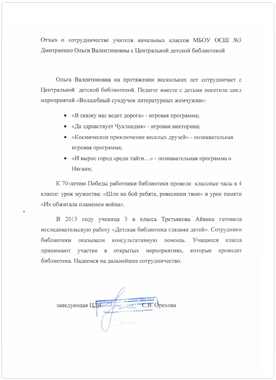 Отзыв о сотрудничестве учителя начальных классов МБОУ ОСШ №3
Дмитриенко Ольги Валентиновны с Центральной детской библиотекой
Ольга Валентиновна на протяжении нескольких лет сотрудничает с
Центральной детской библиотекой. Педагог вместе с детьми посетила цикл
мероприятий «Волшебный сундучок литературных жемчужин»:
«В сказку нас ведет дорога» – игровая программа;
«Да здравствует Чукландия» – игровая викторина;
«Космическое приключение веселых друзей» – познавательная
игровая программа;
«И вырос город среди тайги…» - познавательная программа о
Нягани;
К 70-летию Победы работники библиотеки провели классные часы в 4
классе: урок мужества: «Шли на бой ребята, ровесники твои» и урок памяти
«Их обжигала пламенем война».
В 2013 году ученица 3 а класса Третьякова Айвика готовила
исследовательскую работу «Детская библиотека глазами детей». Сотрудники
библиотеки оказывали консультативную помощь. Учащиеся класса
принимают участие в открытых мероприятиях, которые проводит
библиотека. Надеемся на дальнейшее сотрудничество.
заведующая ЦДБ С.В. Орехова